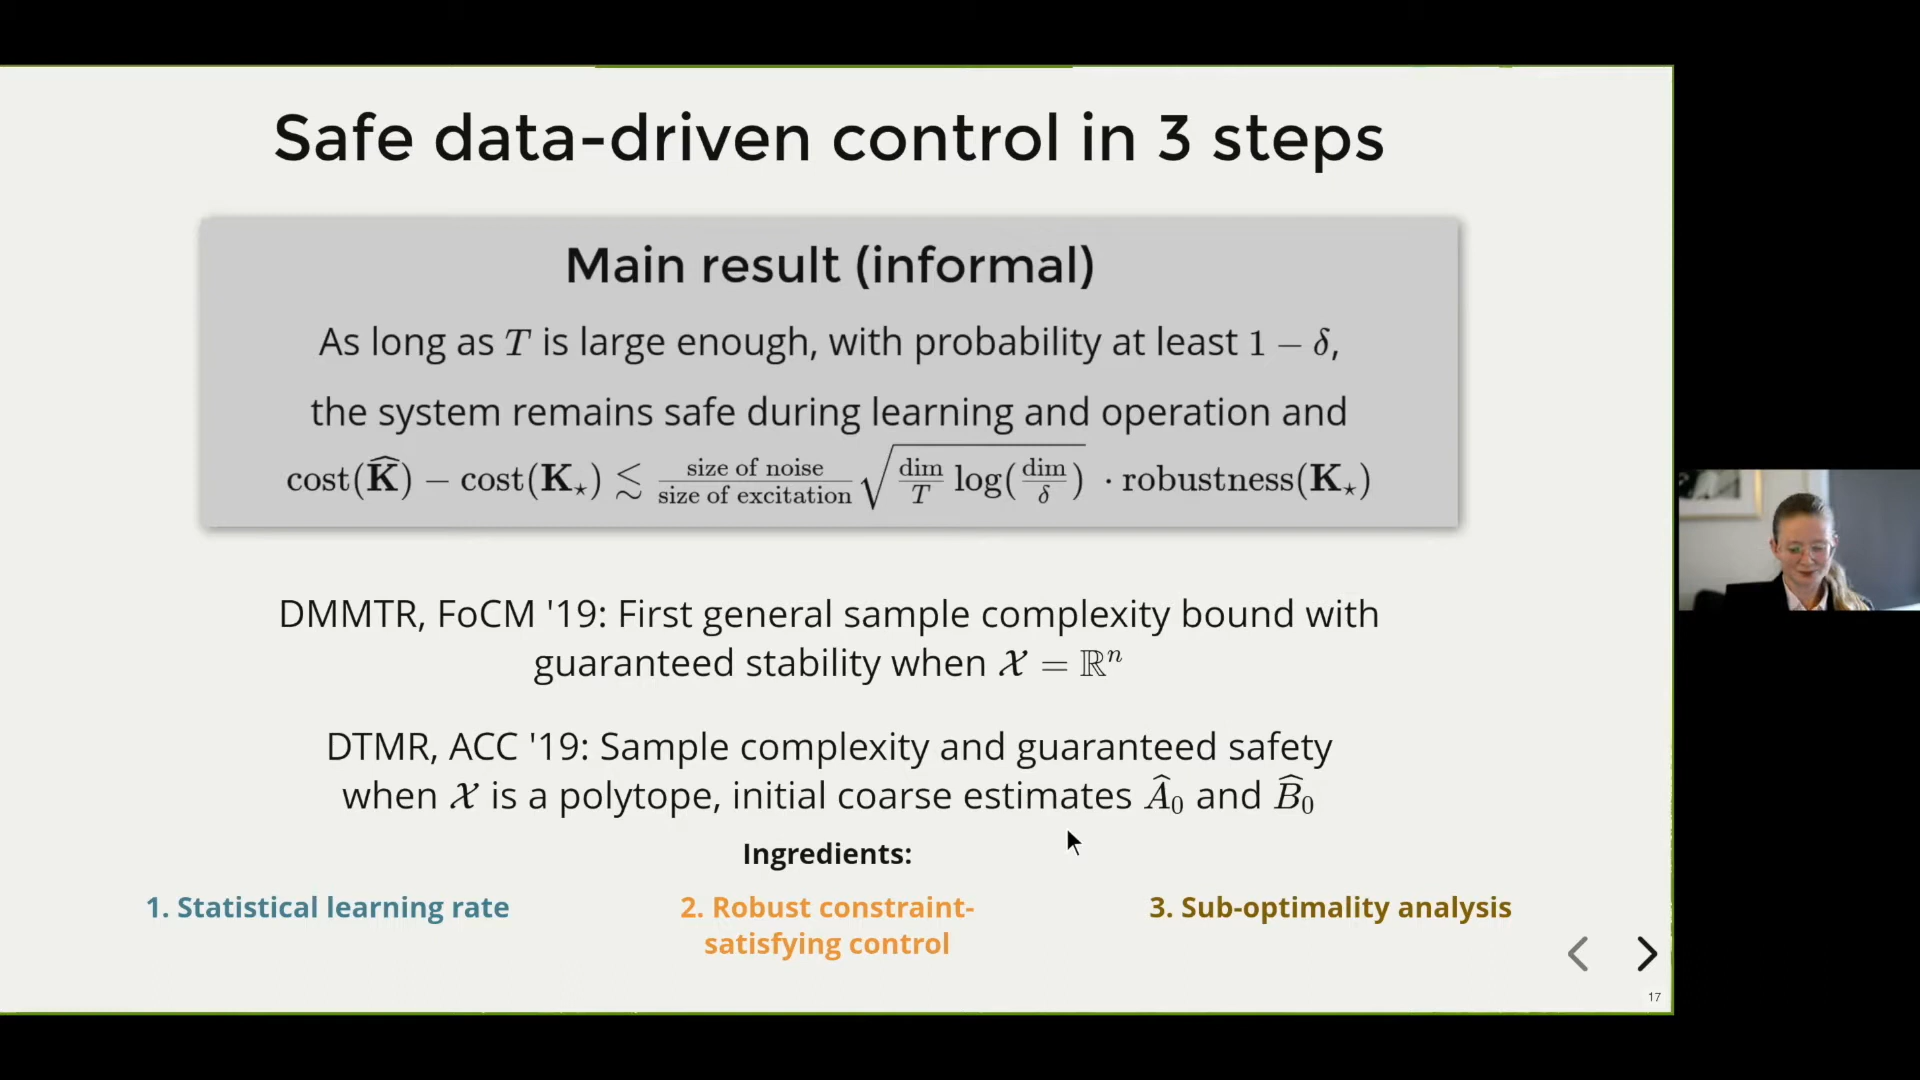 Safe data-driven control in 3 steps
Main result (informal)
As long as T is large enough, with probability at least 1 − δ,
the system remains safe during learning and operation and
cost(K̂) − cost(K⋆) ≲ size of noise / size of excitation √(dim/T log(dim/δ)) · robustness(K⋆)
DMMTR, FoCM '19: First general sample complexity bound with
guaranteed stability when 𝒳 = ℝⁿ
DTMR, ACC '19: Sample complexity and guaranteed safety
when 𝒳 is a polytope, initial coarse estimates Â₀ and B̂₀
Ingredients:
1. Statistical learning rate
2. Robust constraint-
satisfying control
3. Sub-optimality analysis
17